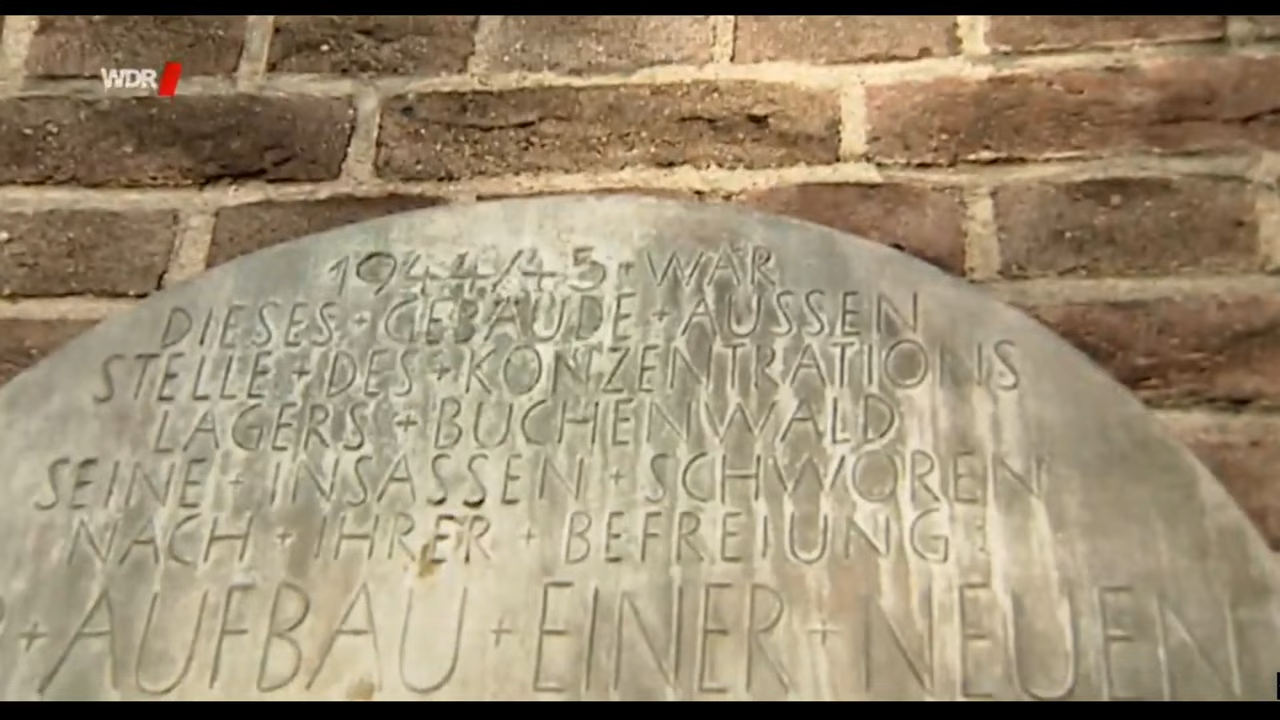 WDR
1944/45 + WAR
DIESES + GEBÄUDE + AUSSEN
STELLE + DES + KONZENTRATIONS
LAGERS + BUCHENWALD
SEINE + INSASSEN + SCHWOREN
NACH + IHRER + BEFREIUNG:
+ AUFBAU + EINER + NEUEN